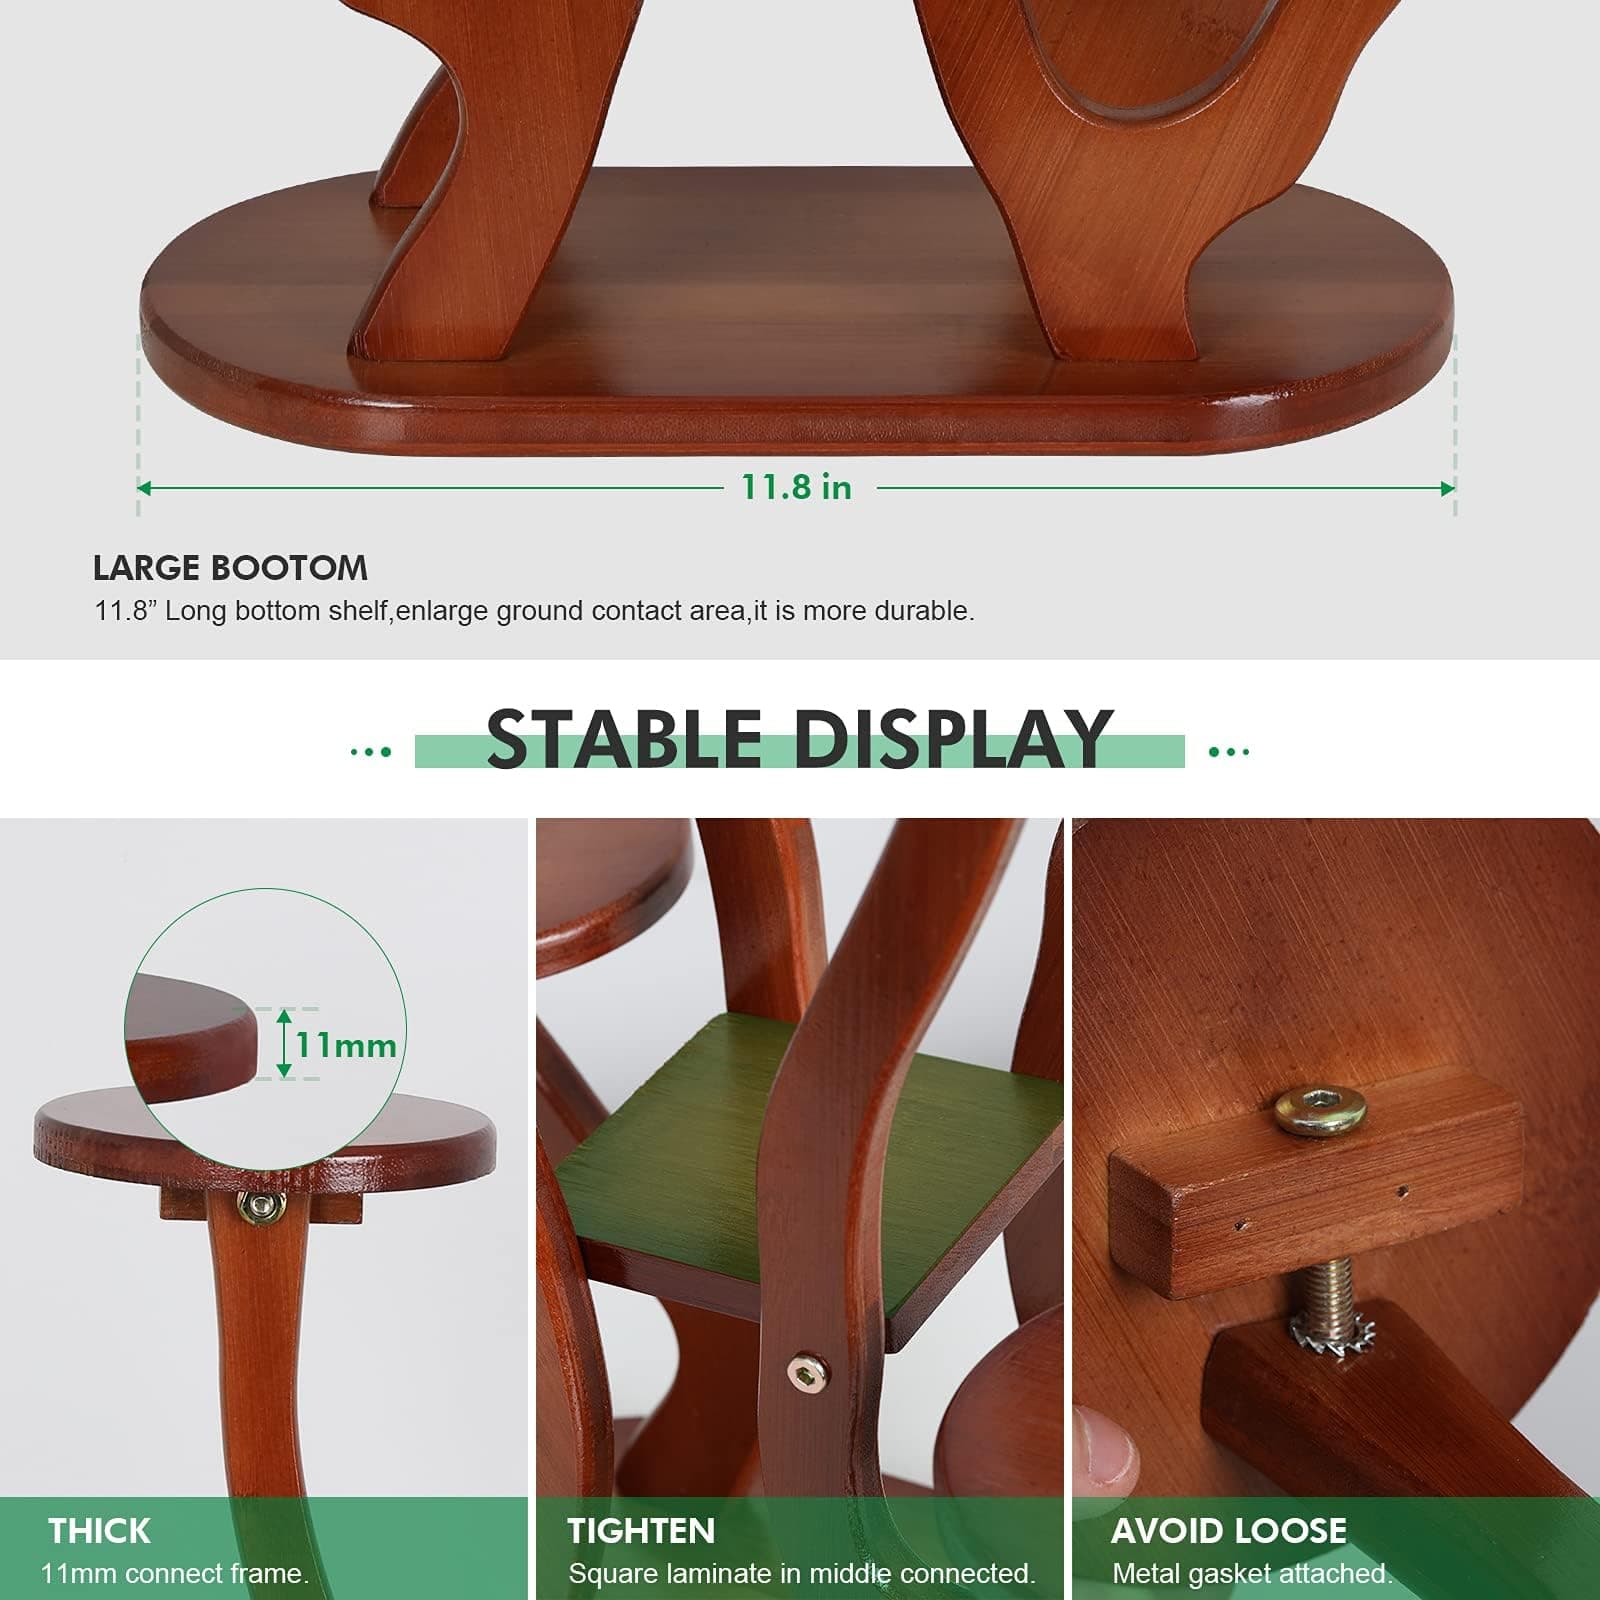 11.8 in
LARGE BOOTOM
11.8” Long bottom shelf,enlarge ground contact area,it is more durable.
STABLE DISPLAY
11mm
THICK
11mm connect frame.
TIGHTEN
Square laminate in middle connected.
AVOID LOOSE
Metal gasket attached.